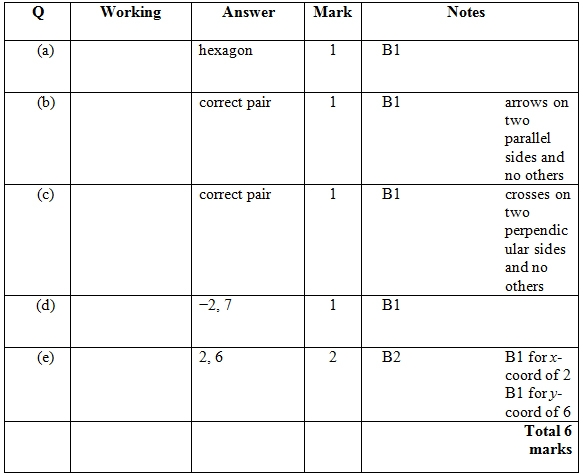 Q Working Answer Mark Notes
(a) hexagon 1 B1
(b) correct pair 1 B1 arrows on
two
parallel
sides and
no others
(c) correct pair 1 B1 crosses on
two
perpendic
ular sides
and no
others
(d) −2, 7 1 B1
(e) 2, 6 2 B2 B1 for x-
coord of 2
B1 for y-
coord of 6
Total 6
marks